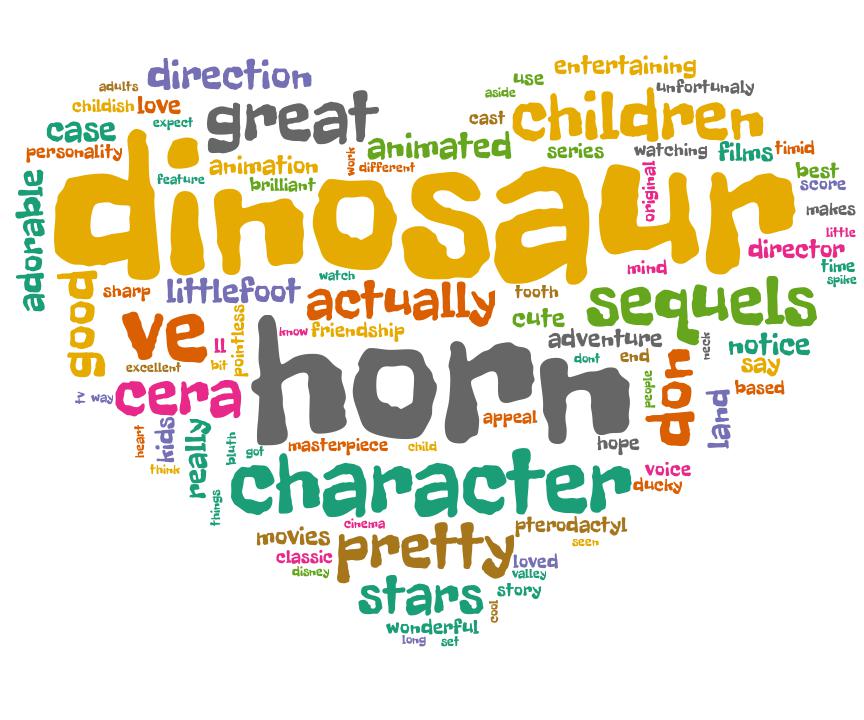 direction
entertaining
adults
use
unfortunaly
aside
childish love
great
children
expect
cast
case
animated
series
watching
films
timid
personality
animation
work
different
dinosaur
feature
brilliant
original
best
score
adorable
makes
little
director
mind
time
spike
watch
sharp
littlefoot
actually
tooth
sequels
good
ve
ll
pointless
know
friendship
cute
adventure
neck
notice
horn
dont
end
say
excellent
bit
people
don
based
tv
way
cera
land
appeal
heart
kids
really
bluth
got
masterpiece
child
hope
think
character
voice
ducky
things
cinema
pterodactyl
movies
pretty
seen
classic
loved
disney
valley
stars
cool
story
wonderful
long
set